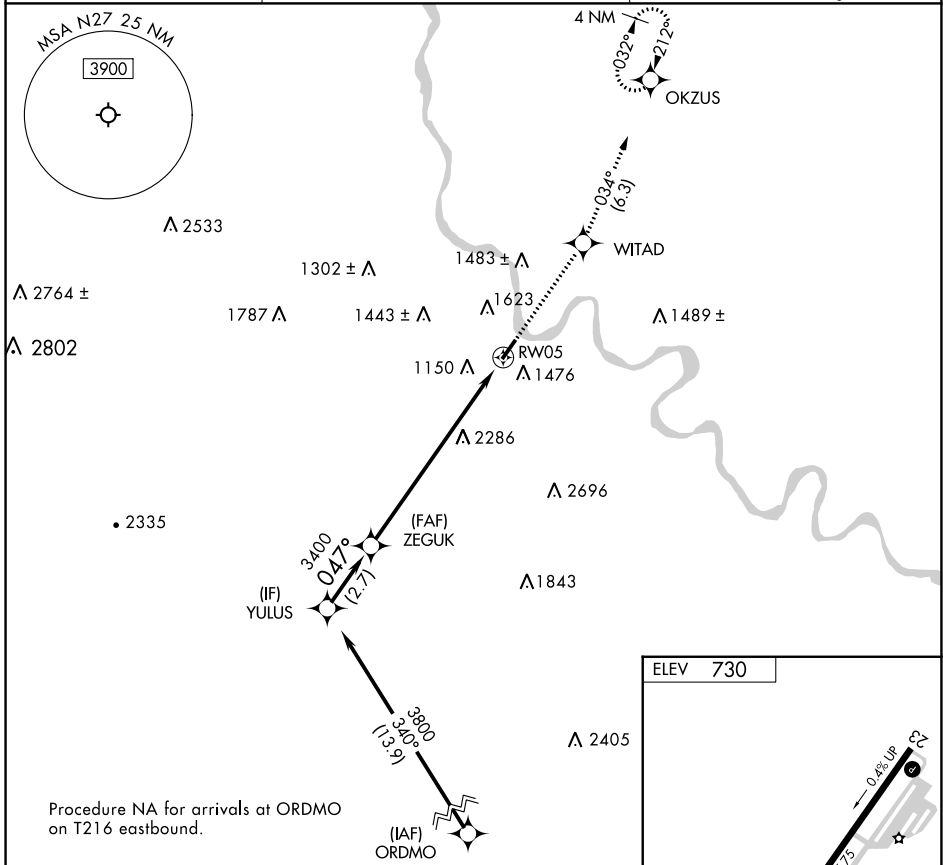 MSA N27 25 NM
3900
4 NM
032°
212°
OKZUS
034°
(6.3)
2533
WITAD
1483 ±
1302 ±
2764 ±
1623
1787
1443 ±
1489 ±
2802
RW05
1150
1476
2286
2696
2335
(FAF)
ZEGUK
3400
047°
(2.7)
1843
(IF)
YULUS
ELEV 730
3800
340°
(13.9)
2405
23
0.4% UP
P
Procedure NA for arrivals at ORDMO
on T216 eastbound.
(IAF)
ORDMO